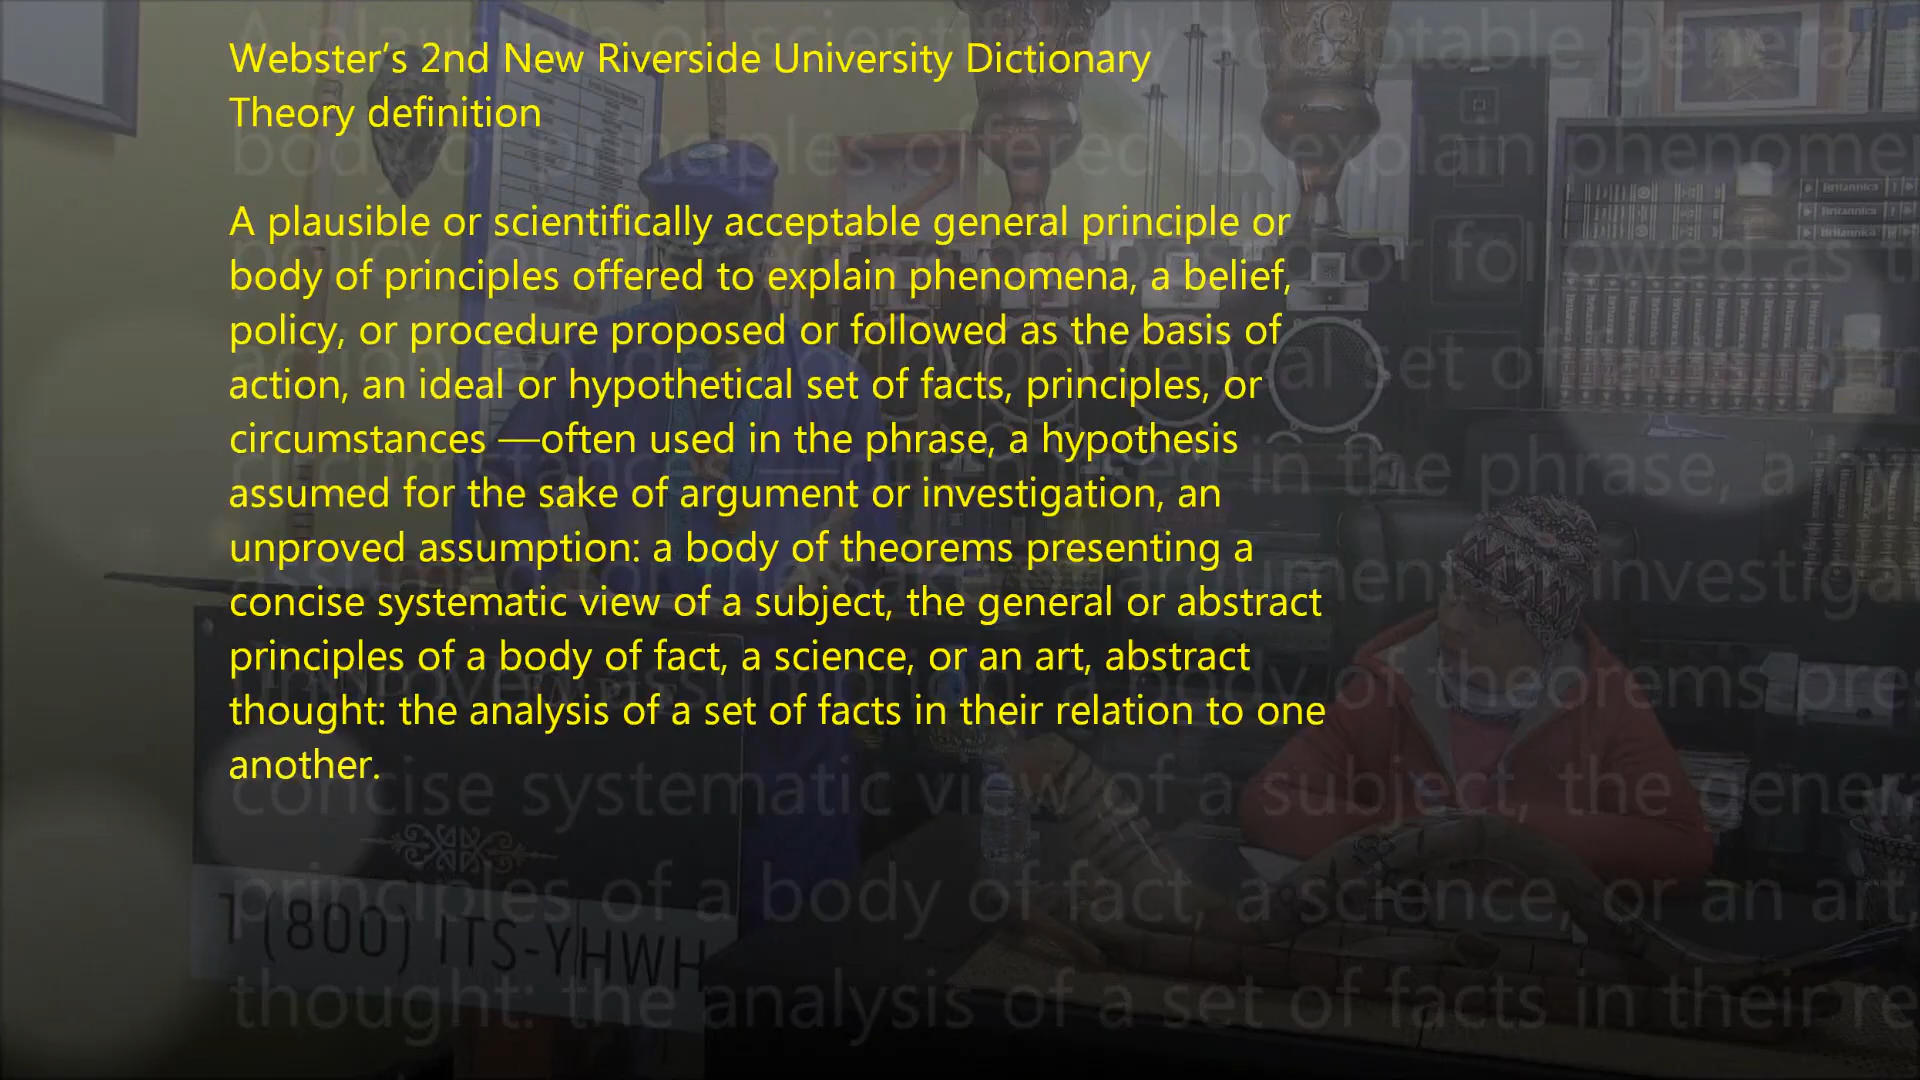 Webster’s 2nd New Riverside University Dictionary
Theory definition
A plausible or scientifically acceptable general principle or
body of principles offered to explain phenomena, a belief,
policy, or procedure proposed or followed as the basis of
action, an ideal or hypothetical set of facts, principles, or
circumstances —often used in the phrase, a hypothesis
assumed for the sake of argument or investigation, an
unproved assumption: a body of theorems presenting a
concise systematic view of a subject, the general or abstract
principles of a body of fact, a science, or an art, abstract
thought: the analysis of a set of facts in their relation to one
another.
Britannica
Britannica
Britannica
1 (800) ITS-YHWH